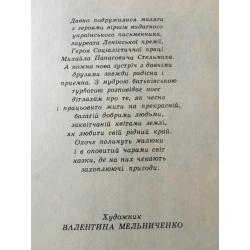 Давно подружилися малята
з героями віршів видатного
українського письменника,
лауреата Ленінської премії,
Героя Соціалістичної праці
Михайла Панасовича Стельмаха.
А кожна нова зустріч з давніми
друзями завжди радісна і
приємна. З мудрою батьківською
турботою розповідає поет
дітлахам про те, як чесно
і працьовито жити на прекрасній,
багатій добрими людьми,
заквітчаній квітами землі,
як любити свій рідний край.
Охоче полинуть малюки
і в оповитий чарами світ
казки, де на них чекають
захоплюючі пригоди.
Художник
ВАЛЕНТИНА МЕЛЬНИЧЕНКО